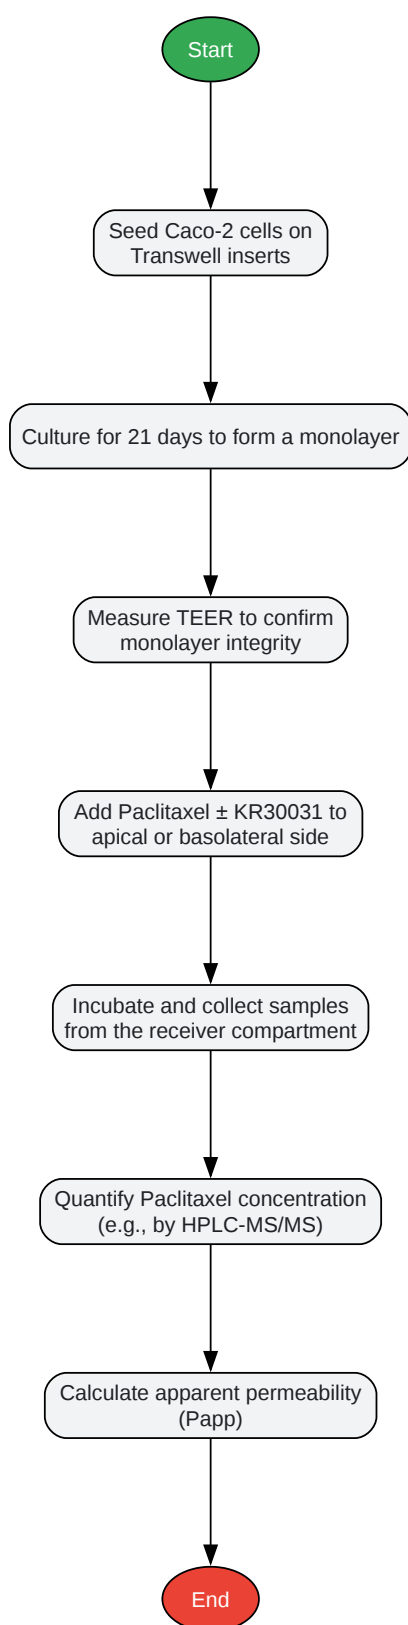 Start
Seed Caco-2 cells on
Transwell inserts
Culture for 21 days to form a monolayer
Measure TEER to confirm
monolayer integrity
Add Paclitaxel ± KR30031 to
apical or basolateral side
Incubate and collect samples
from the receiver compartment
Quantify Paclitaxel concentration
(e.g., by HPLC-MS/MS)
Calculate apparent permeability
(Papp)
End